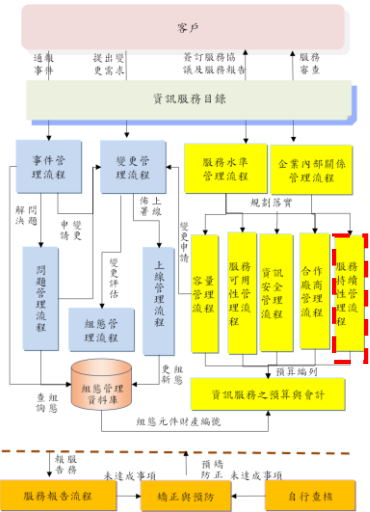 客戶
通報
事件
提出變
更需求
簽訂服務協
議及服務報告
服務
審查
資訊服務目錄
事件管
理流程
變更管
理流程
服務水準
管理流程
企業內部關係
管理流程
規劃落實
問題
解決
申請
變更
佈署
上線
變更申請
變更評估
問題管理流程
組態管
理流程
上線管理流程
容量管理流程
服務可用性管理流程
資訊安全管理流程
合作廠商管理流程
服務持續性管理流程
組態管理
資料庫
更新
組態
預算編列
資訊服務之預算與會計
查詢
組態
組態元件財產編號
報告
服務
未達成事項
預防
矯正
未達成事項
服務報告流程
矯正與預防
自行查核